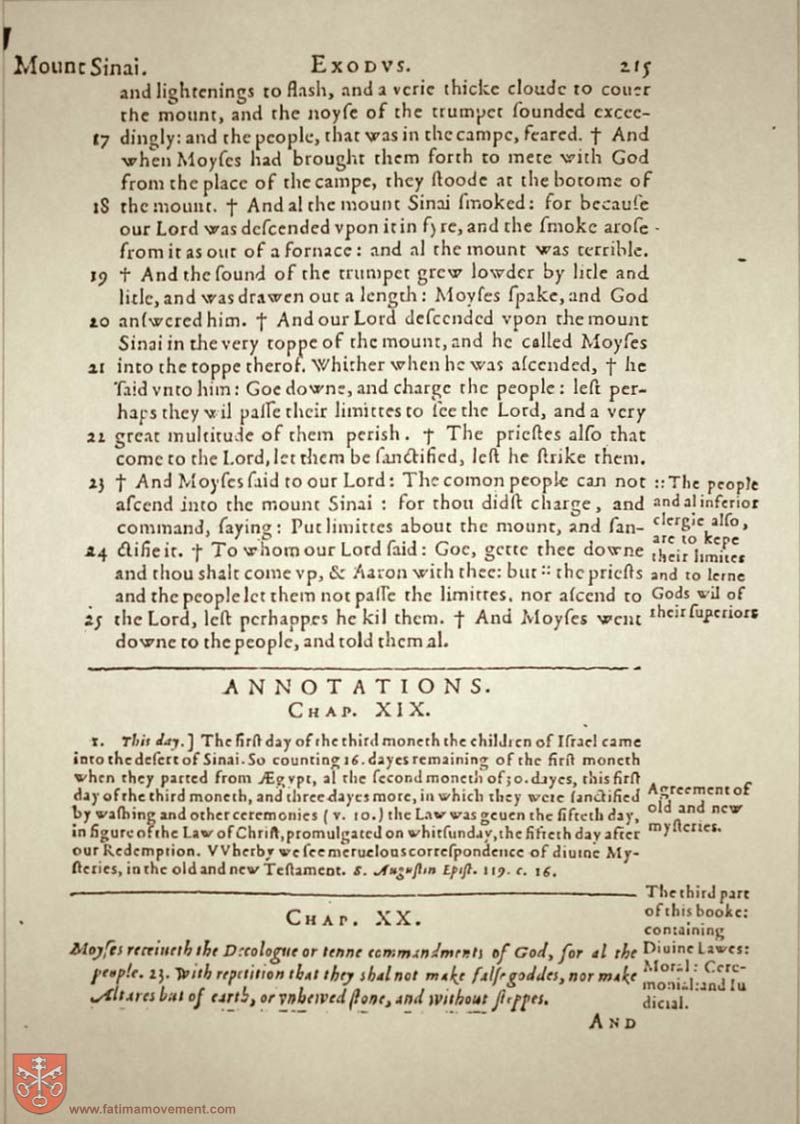 Mount Sinai. EXODVS. 215
and lightenings to flash, and a verie thicke cloude to couer
the mount, and the noyſe of the trumpet ſounded excee-
17 dingly: and the people, that was in the campe, feared. † And
when Moyſes had brought them forth to mete with God
from the place of the campe, they ſtoode at the botome of
18 the mount. † And al the mount Sinai ſmoked: for becauſe
our Lord was deſcended vpon it in fyre, and the ſmoke aroſe
from it as out of a fornace: and al the mount was terrible.
19 † And the ſound of the trumpet grew lowder by litle and
litle, and was drawen out a length: Moyſes ſpake, and God
20 anſwered him. † And our Lord deſcended vpon the mount
Sinai in the very toppe of the mount, and he called Moyſes
21 into the toppe therof. Whither when he was aſcended, † he
ſaid vnto him: Goe downe, and charge the people: leſt per-
haps they wil paſſe their limittes to ſee the Lord, and a very
22 great multitude of them perish. † The prieſtes alſo that
come to the Lord, let them be ſanctified, leſt he ſtrike them.
23 † And Moyſes ſaid to our Lord: The comon people can not
aſcend into the mount Sinai: for thou didſt charge, and
command, ſaying: Put limittes about the mount, and ſan-
24 ctifie it. † To whom our Lord ſaid: Goe, gette thee downe
and thou shalt come vp, & Aaron with thee: but :: the prieſts
and the people let them not paſſe the limittes, nor aſcend to
25 the Lord, leſt perhappes he kil them. † And Moyſes went
downe to the people, and told them al.
:: The people
and al inferior
clergie alſo,
are to kepe
their limites
and to lerne
Gods wil of
their ſuperiors
ANNOTATIONS.
CHAP. XIX.
1. This day.] The firſt day of the third moneth the children of Iſrael came
into the deſert of Sinai. So counting 16. dayes remaining of the firſt moneth
when they parted from Ægypt, al the ſecond moneth of 30. dayes, this firſt
day of the third moneth, and three dayes more, in which they were ſanctified
by waſhing and other ceremonies (v. 10.) the Law was geuen the fifteth day,
in figure of the Law of Chriſt, promulgated on whitſunday, the fifteth day after
our Redemption. VVherby we ſee meruelous correſpondence of diuine My-
ſteries, in the old and new Teſtament. S. Auguſtin Epiſt. 119. c. 16.
Agreement of
old and new
myſteries.
CHAP. XX.
Moyſes receiueth the Decologue or tenne commandments of God, for al the
people. 23. With repetition that they shal not make falſe goddes, nor make
Altares but of earth, or vnhewed ſtone, and without ſteppes.
The third part
of this booke:
containing
Diuine Lawes:
Moral: Cere-
monial: and Iu
dicial.
AND
www.fatimamovement.com